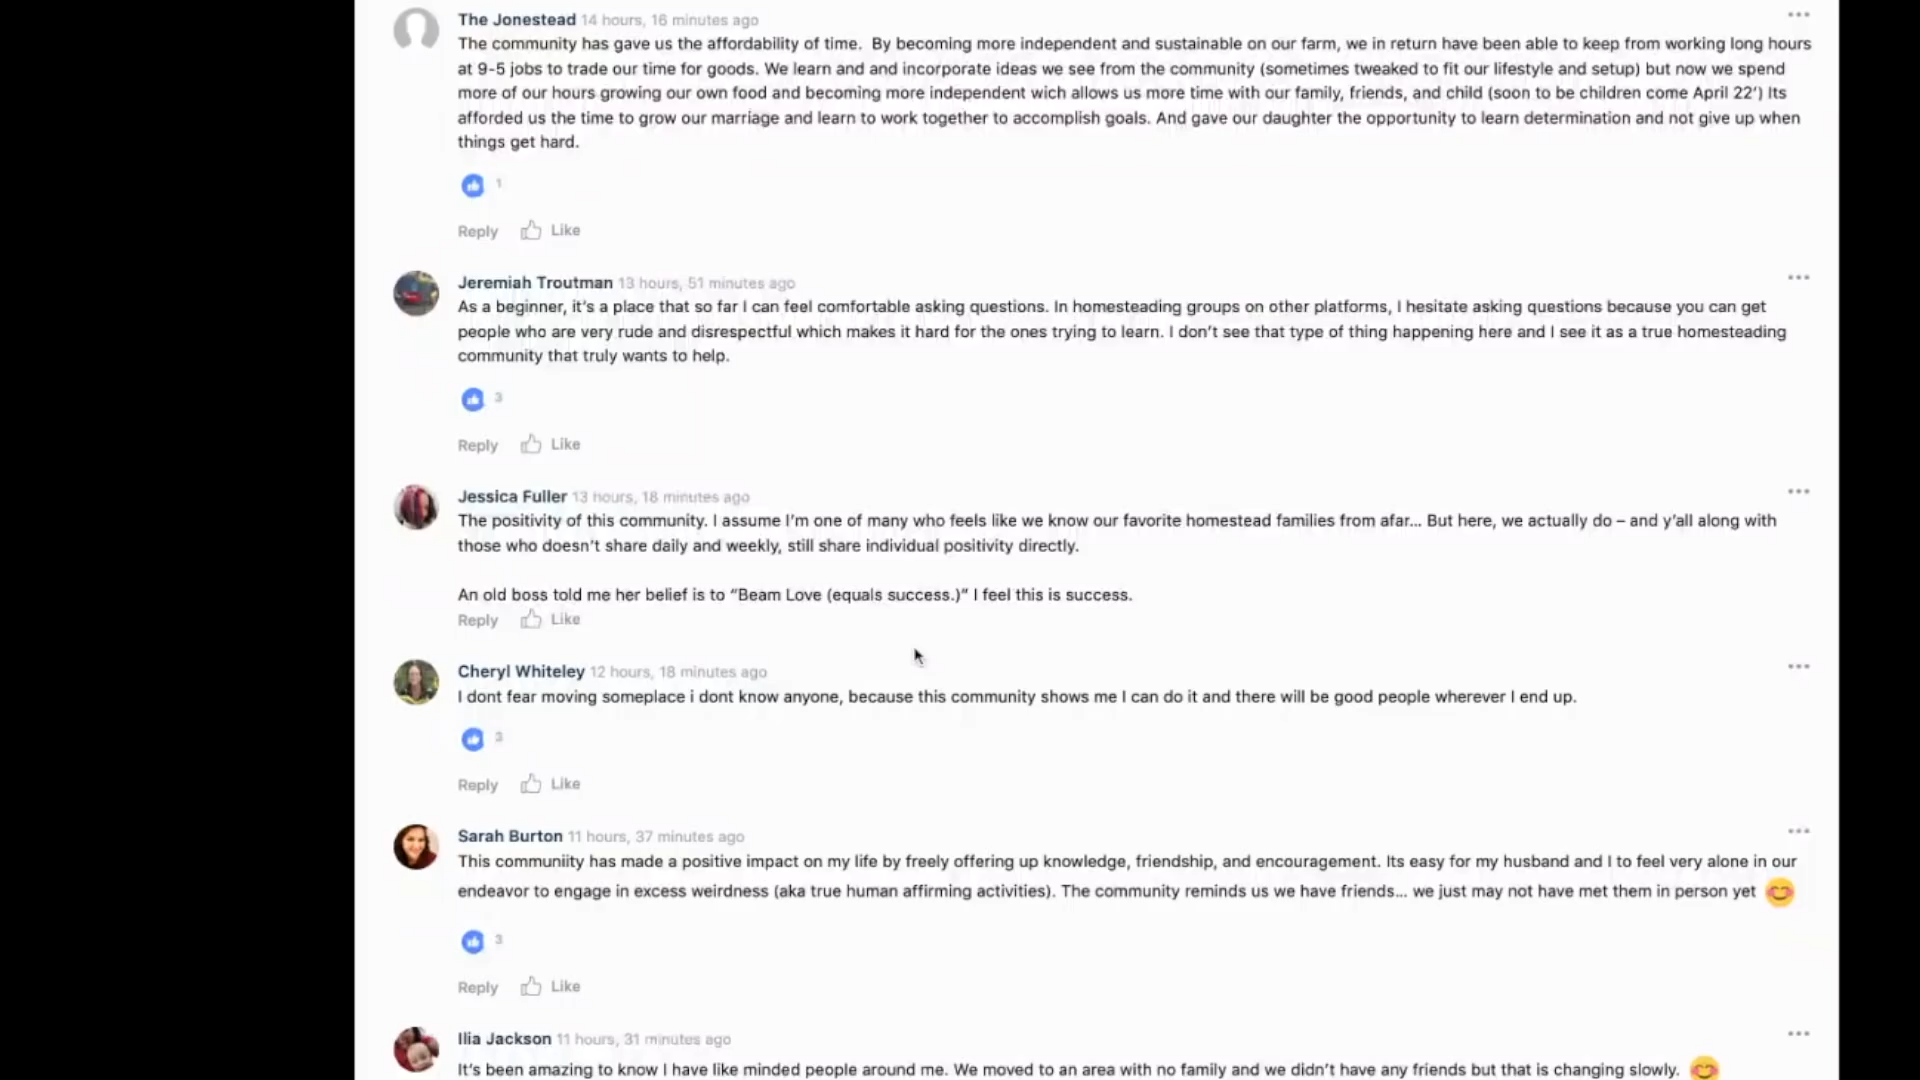 The Jonestead 14 hours, 16 minutes ago
The community has gave us the affordability of time.  By becoming more independent and sustainable on our farm, we in return have been able to keep from working long hours
at 9-5 jobs to trade our time for goods. We learn and and incorporate ideas we see from the community (sometimes tweaked to fit our lifestyle and setup) but now we spend
more of our hours growing our own food and becoming more independent wich allows us more time with our family, friends, and child (soon to be children come April 22') Its
afforded us the time to grow our marriage and learn to work together to accomplish goals. And gave our daughter the opportunity to learn determination and not give up when
things get hard.
1
Reply Like
Jeremiah Troutman 13 hours, 51 minutes ago
As a beginner, it's a place that so far I can feel comfortable asking questions. In homesteading groups on other platforms, I hesitate asking questions because you can get
people who are very rude and disrespectful which makes it hard for the ones trying to learn. I don't see that type of thing happening here and I see it as a true homesteading
community that truly wants to help.
3
Reply Like
Jessica Fuller 13 hours, 18 minutes ago
The positivity of this community. I assume I'm one of many who feels like we know our favorite homestead families from afar... But here, we actually do – and y'all along with
those who doesn't share daily and weekly, still share individual positivity directly.
An old boss told me her belief is to “Beam Love (equals success.)” I feel this is success.
Reply Like
Cheryl Whiteley 12 hours, 18 minutes ago
I dont fear moving someplace i dont know anyone, because this community shows me I can do it and there will be good people wherever I end up.
3
Reply Like
Sarah Burton 11 hours, 37 minutes ago
This communiity has made a positive impact on my life by freely offering up knowledge, friendship, and encouragement. Its easy for my husband and I to feel very alone in our
endeavor to engage in excess weirdness (aka true human affirming activities). The community reminds us we have friends... we just may not have met them in person yet 😊
3
Reply Like
Ilia Jackson 11 hours, 31 minutes ago
It's been amazing to know I have like minded people around me. We moved to an area with no family and we didn't have any friends but that is changing slowly. 😊